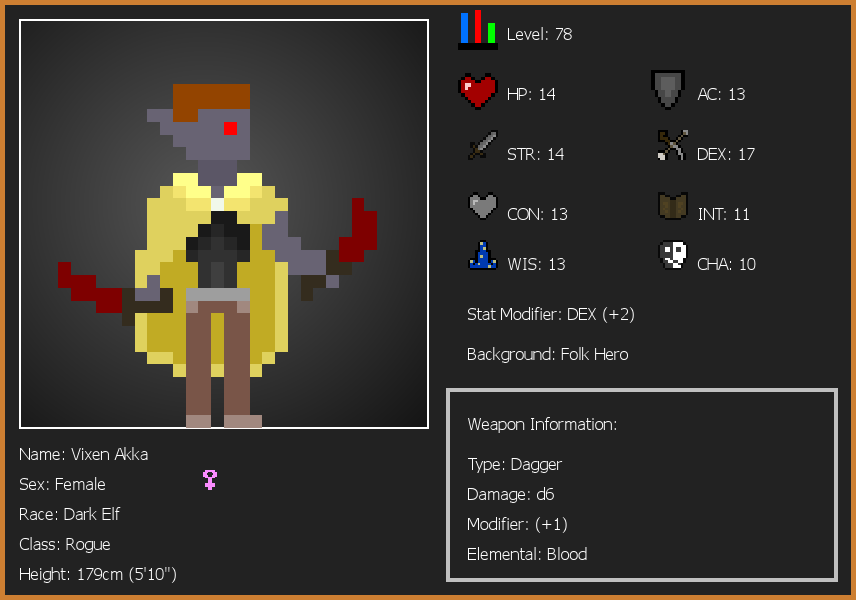 Level: 78
HP: 14
AC: 13
STR: 14
DEX: 17
CON: 13
INT: 11
WIS: 13
CHA: 10
Stat Modifier: DEX (+2)
Background: Folk Hero
Weapon Information:
Type: Dagger
Damage: d6
Modifier: (+1)
Elemental: Blood
Name: Vixen Akka
Sex: Female
Race: Dark Elf
Class: Rogue
Height: 179cm (5'10")